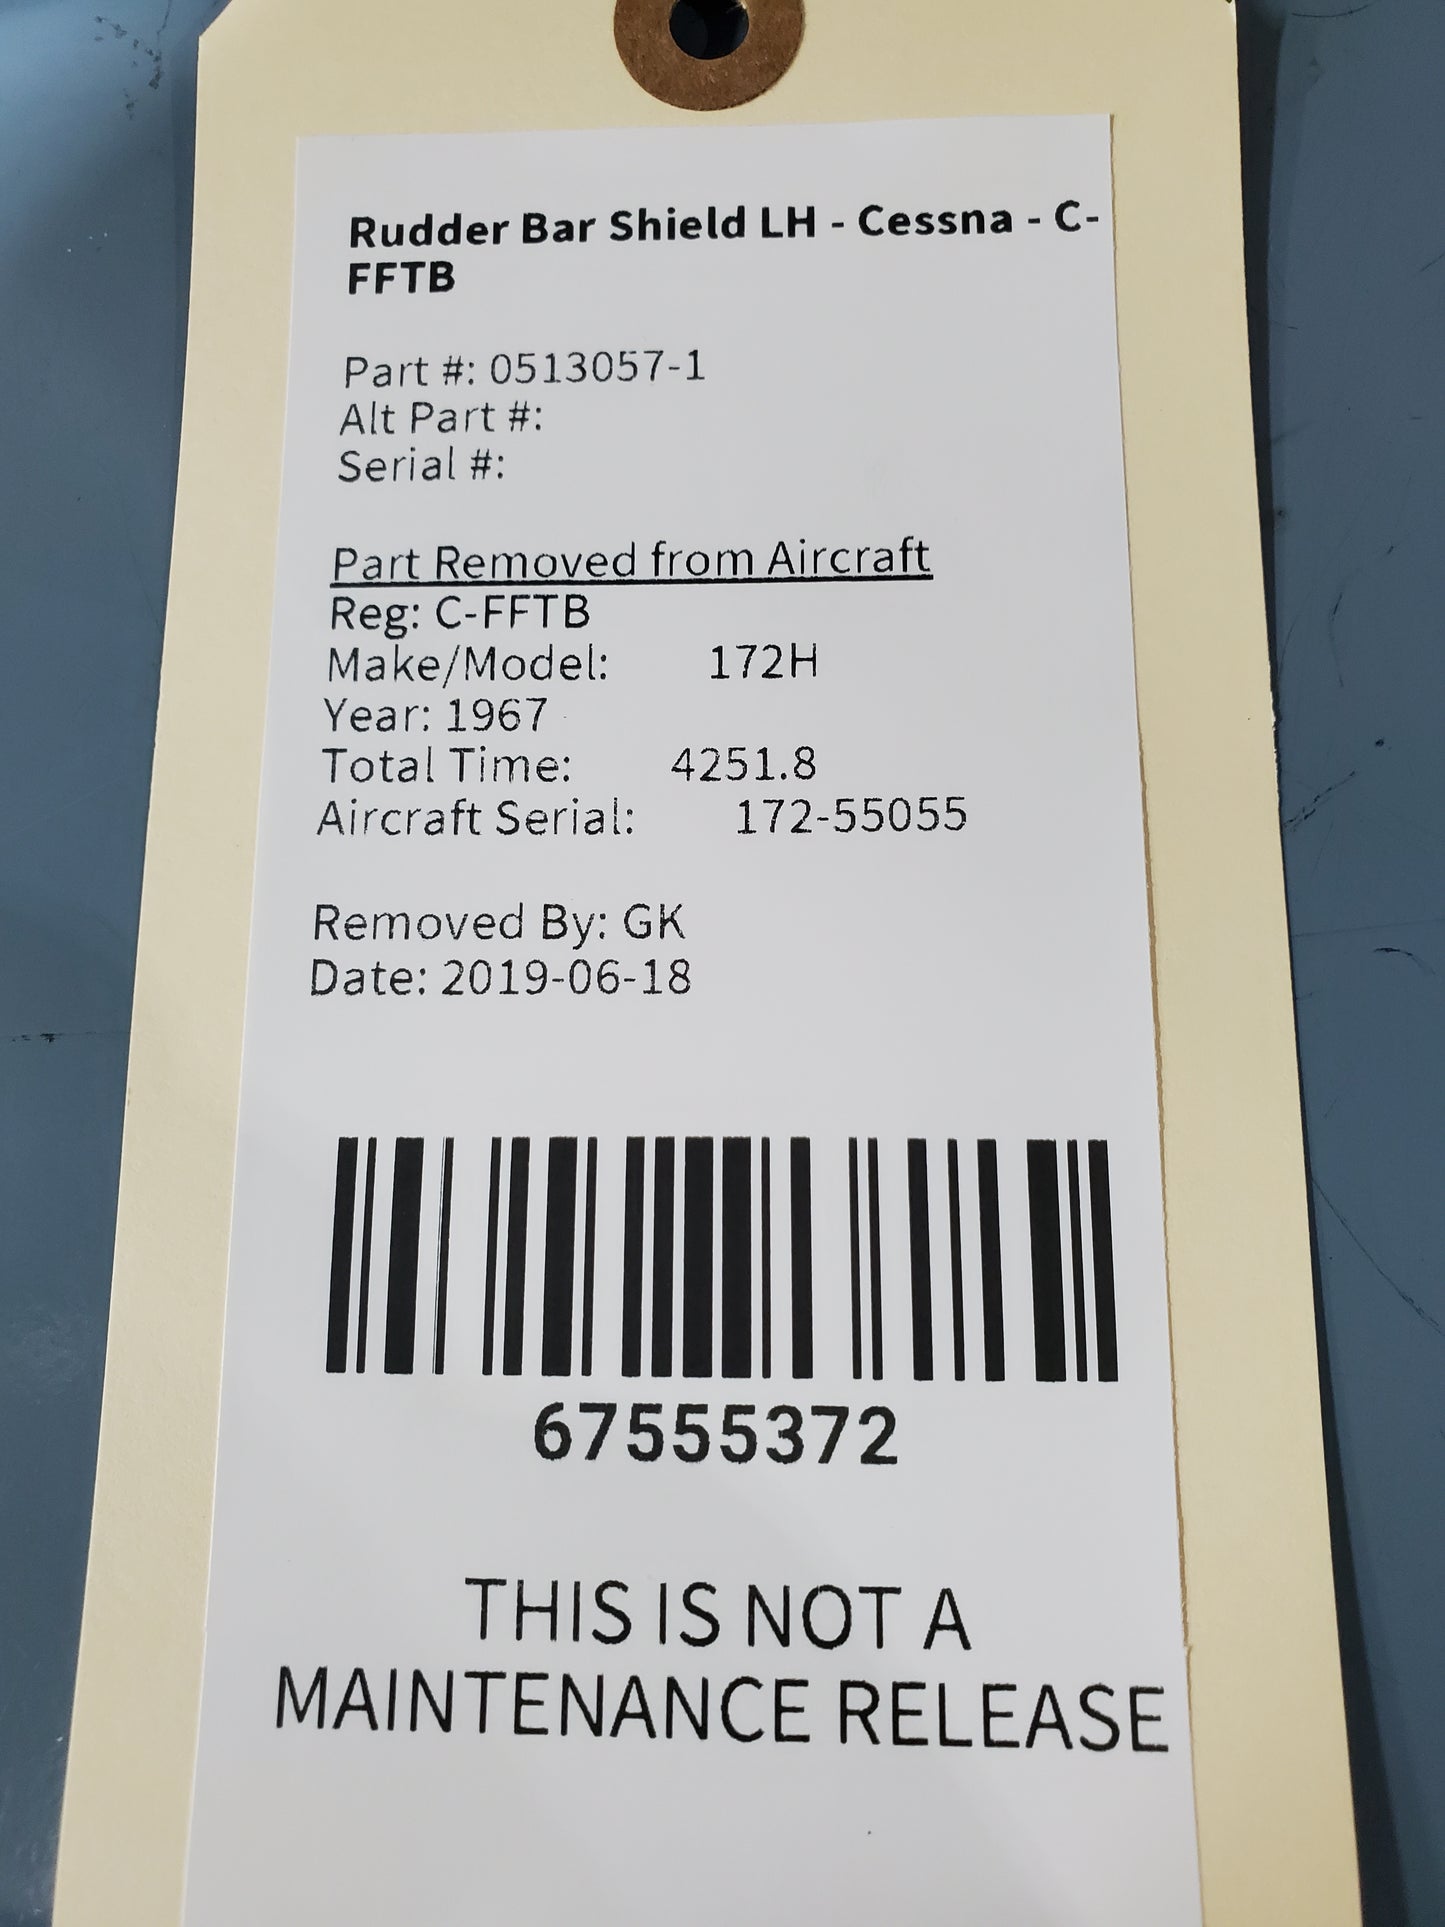 Rudder Bar Shield LH - Cessna - C-
FFTB
Part #: 0513057-1
Alt Part #:
Serial #:
Part Removed from Aircraft
Reg: C-FFTB
Make/Model: 172H
Year: 1967
Total Time: 4251.8
Aircraft Serial: 172-55055
Removed By: GK
Date: 2019-06-18
67555372
THIS IS NOT A
MAINTENANCE RELEASE